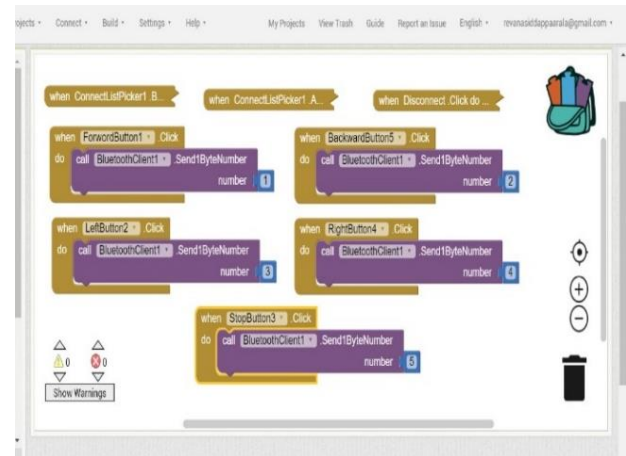 ojects Connect Build Settings Help My Projects View Trash Guide Report an Issue English revanasiddappaarala@gmail.com
when ConnectListPicker1 .B... when ConnectListPicker1 .A... when Disconnect .Click do ...
when ForwordButton1 .Click
do call BluetoothClient1 .Send1ByteNumber
number 1
when BackwardButton5 .Click
do call BluetoothClient1 .Send1ByteNumber
number 2
when LeftButton2 .Click
do call BluetoothClient1 .Send1ByteNumber
number 3
when RightButton4 .Click
do call BluetoothClient1 .Send1ByteNumber
number 4
when StopButton3 .Click
do call BluetoothClient1 .Send1ByteNumber
number 5
0 0
Show Warnings